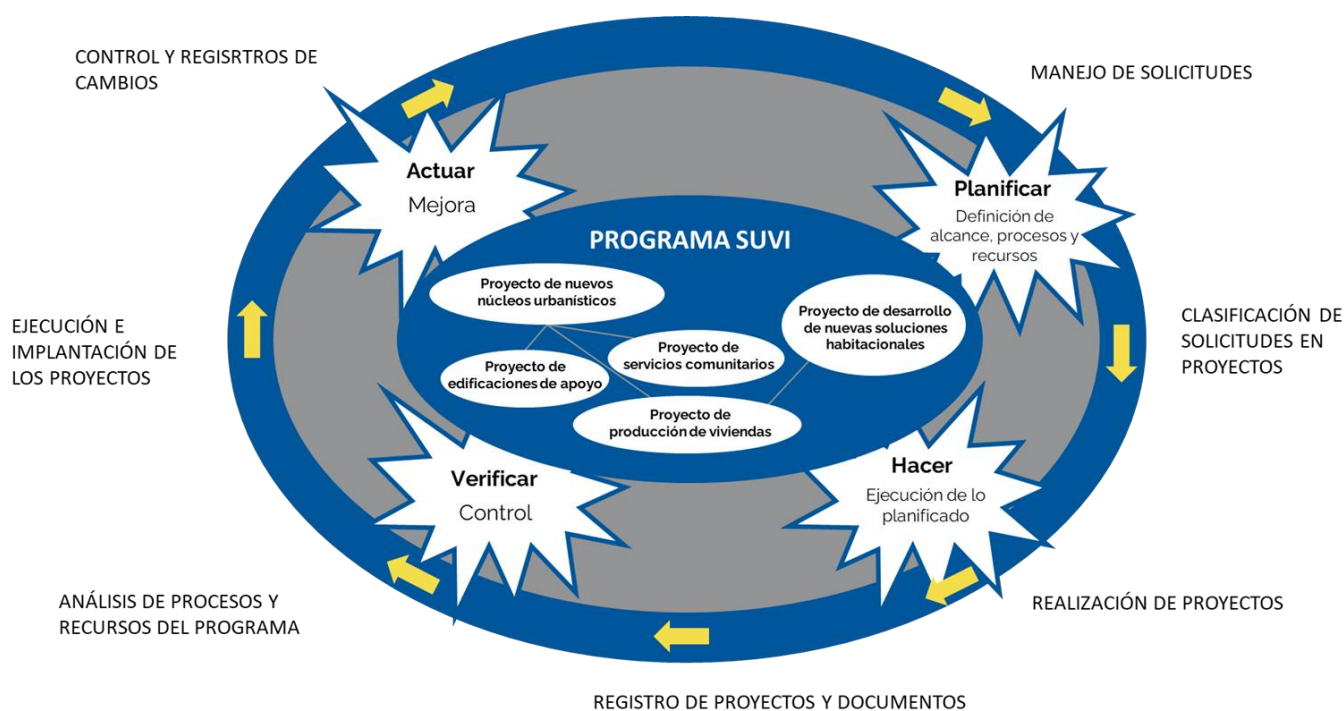 CONTROL Y REGISRTROS DE
CAMBIOS
MANEJO DE SOLICITUDES
Actuar
Mejora
Planificar
Definición de
alcance, procesos y
recursos
PROGRAMA SUVI
Proyecto de nuevos
núcleos urbanísticos
Proyecto de desarrollo
de nuevas soluciones
habitacionales
Proyecto de
servicios comunitarios
Proyecto de
edificaciones de apoyo
Proyecto de
producción de viviendas
EJECUCIÓN E
IMPLANTACIÓN DE
LOS PROYECTOS
CLASIFICACIÓN DE
SOLICITUDES EN
PROYECTOS
Verificar
Control
Hacer
Ejecución de lo
planificado
ANÁLISIS DE PROCESOS Y
RECURSOS DEL PROGRAMA
REALIZACIÓN DE PROYECTOS
REGISTRO DE PROYECTOS Y DOCUMENTOS